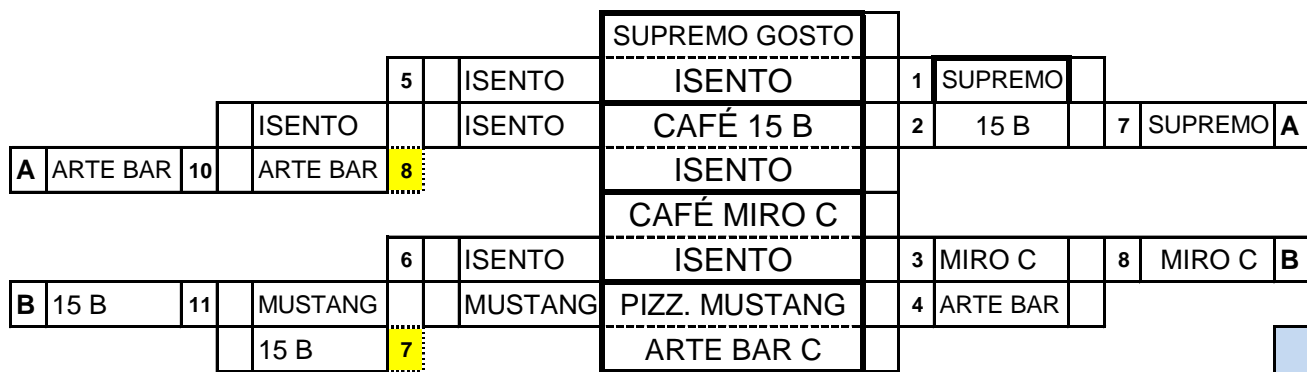 SUPREMO GOSTO
5 ISENTO ISENTO 1 SUPREMO
ISENTO ISENTO CAFÉ 15 B 2 15 B 7 SUPREMO A
A ARTE BAR 10 ARTE BAR 8 ISENTO
CAFÉ MIRO C
6 ISENTO ISENTO 3 MIRO C 8 MIRO C B
B 15 B 11 MUSTANG MUSTANG PIZZ. MUSTANG 4 ARTE BAR
15 B 7 ARTE BAR C